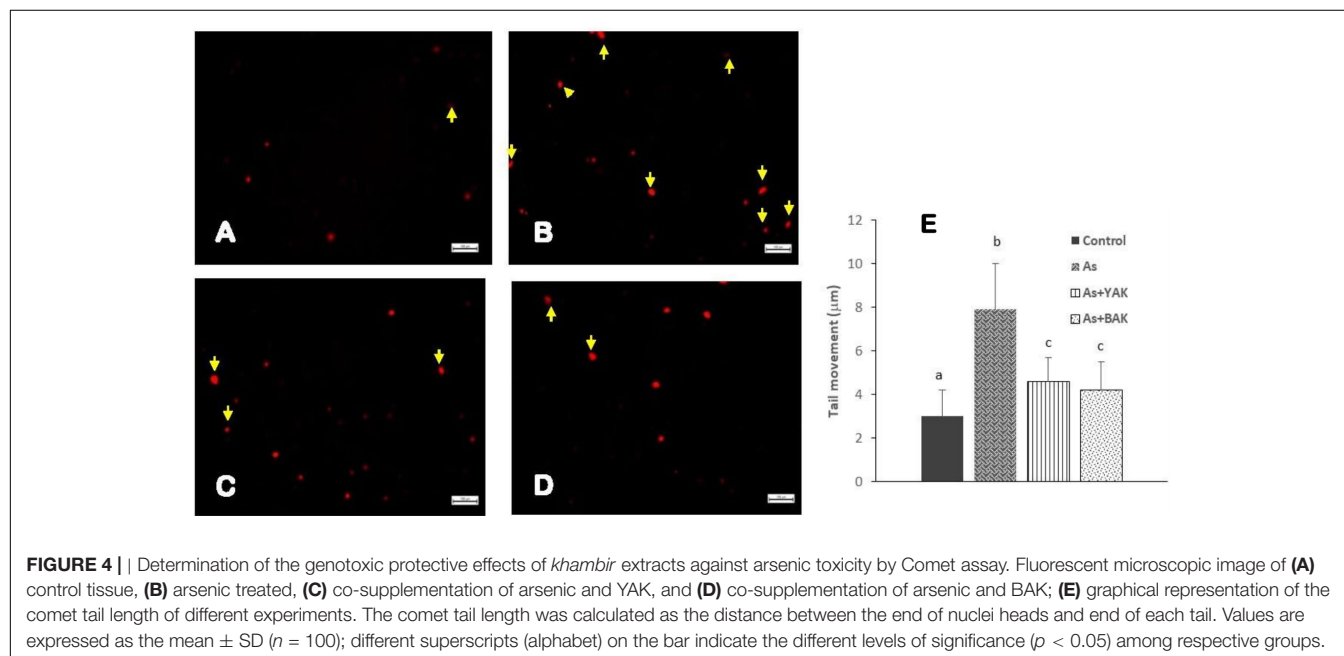 A
B
C
D
E
12
10
8
6
4
2
0
Tail movement (µm)
a
b
c
c
Control
As
As+YAK
As+BAK
FIGURE 4 | | Determination of the genotoxic protective effects of khambir extracts against arsenic toxicity by Comet assay. Fluorescent microscopic image of (A)
control tissue, (B) arsenic treated, (C) co-supplementation of arsenic and YAK, and (D) co-supplementation of arsenic and BAK; (E) graphical representation of the
comet tail length of different experiments. The comet tail length was calculated as the distance between the end of nuclei heads and end of each tail. Values are
expressed as the mean ± SD (n = 100); different superscripts (alphabet) on the bar indicate the different levels of significance (p < 0.05) among respective groups.